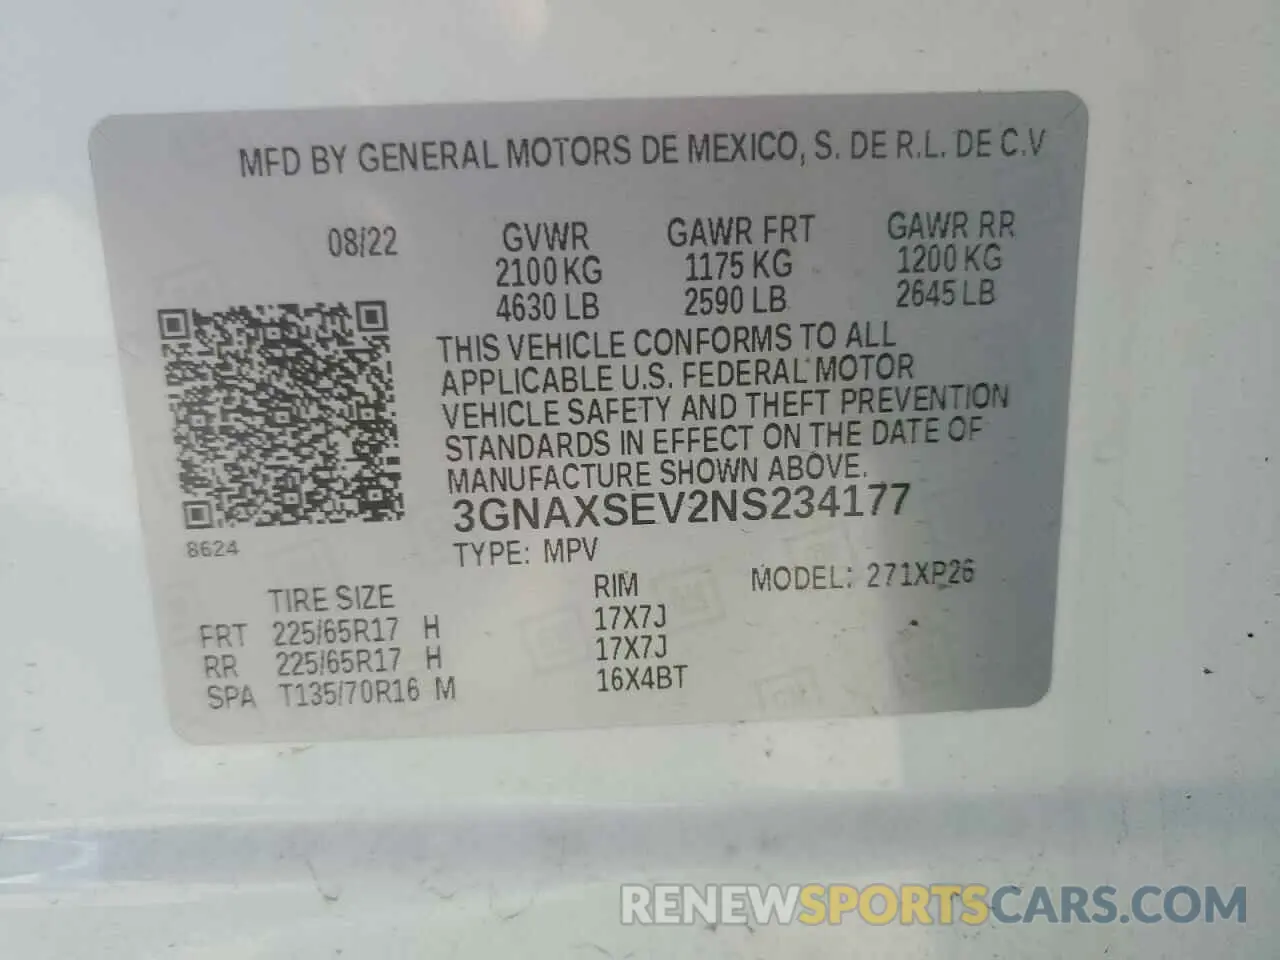 MFD BY GENERAL MOTORS DE MEXICO, S. DE R.L. DE C.V
08/22 GVWR GAWR FRT GAWR RR
2100 KG 1175 KG 1200 KG
4630 LB 2590 LB 2645 LB
THIS VEHICLE CONFORMS TO ALL
APPLICABLE U.S. FEDERAL MOTOR
VEHICLE SAFETY AND THEFT PREVENTION
STANDARDS IN EFFECT ON THE DATE OF
MANUFACTURE SHOWN ABOVE.
3GNAXSEV2NS234177
8624
TYPE: MPV
TIRE SIZE RIM MODEL: 271XP26
FRT 225/65R17 H 17X7J
RR 225/65R17 H 17X7J
SPA T135/70R16 M 16X4BT
RENEWSPORTSCARS.COM